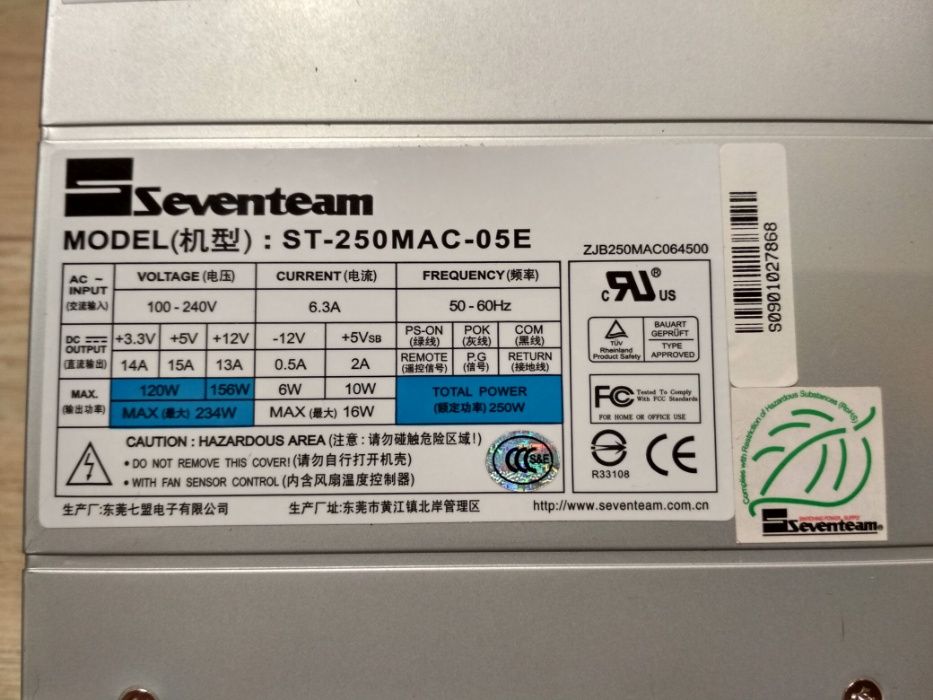 Seventeam
MODEL(机型) : ST-250MAC-05E
ZJB250MAC064500
AC ~ INPUT (交流输入) VOLTAGE (电压) CURRENT (电流) FREQUENCY (频率)
100 - 240V 6.3A 50 - 60Hz
DC OUTPUT (直流输出) +3.3V +5V +12V -12V +5VSB PS-ON (绿线) POK (灰线) COM (黑线)
14A 15A 13A 0.5A 2A REMOTE (遥控信号) P.G (信号) RETURN (接地线)
MAX. (输出功率) 120W 156W 6W 10W TOTAL POWER
MAX (最大) 234W MAX (最大) 16W (额定功率) 250W
CAUTION : HAZARDOUS AREA (注意 : 请勿碰触危险区域!)
• DO NOT REMOVE THIS COVER! (请勿自行打开机壳)
• WITH FAN SENSOR CONTROL (内含风扇温度控制器)
CCC S&E
生产厂:东莞七盟电子有限公司 生产厂址:东莞市黄江镇北岸管理区 http://www.seventeam.com.cn
C RU ® US
TÜV Rheinland Product Safety
BAUART GEPRÜFT
TYPE APPROVED
FC Tested To Comply With FCC Standards
FOR HOME OR OFFICE USE
R33108
CE
S0901027868
Complies with Restriction of Hazardous Substances (RoHS)
SWITCHING POWER SUPPLY
Seventeam®